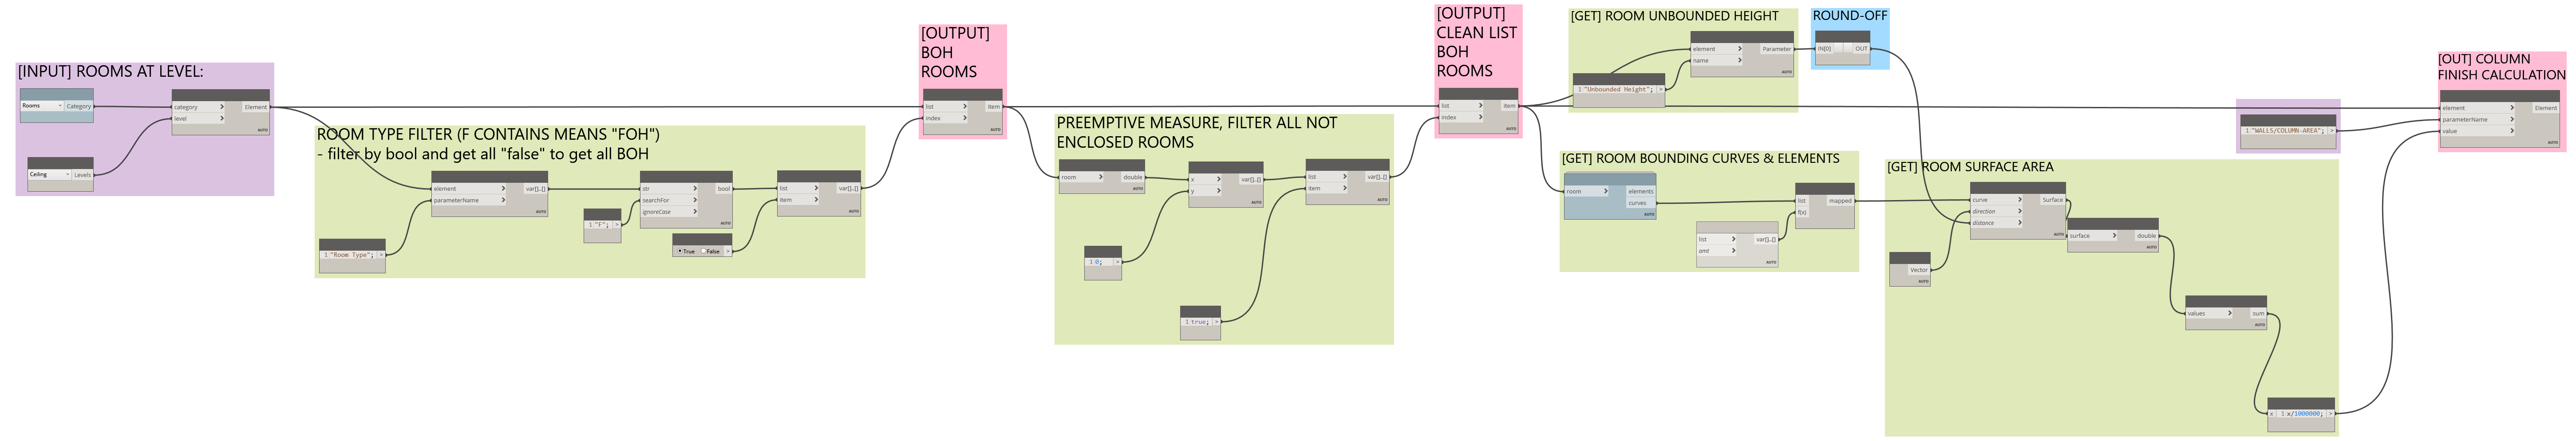 [INPUT] ROOMS AT LEVEL:
Rooms
Category
category
Element
level
AUTO
Ceiling
Levels
ROOM TYPE FILTER (F CONTAINS MEANS "FOH")
- filter by bool and get all "false" to get all BOH
element
var[]..[]
parameterName
AUTO
1 "Room Type"; >
str
bool
searchFor
ignoreCase
AUTO
1 "F"; >
True False >
list
var[]..[]
item
AUTO
[OUTPUT]
BOH
ROOMS
list
item
index
AUTO
PREEMPTIVE MEASURE, FILTER ALL NOT
ENCLOSED ROOMS
room
double
AUTO
x
var[]..[]
y
AUTO
list
var[]..[]
item
AUTO
1 0; >
1 true; >
[OUTPUT]
CLEAN LIST
BOH
ROOMS
list
item
index
AUTO
[GET] ROOM UNBOUNDED HEIGHT
element
Parameter
name
AUTO
1 "Unbounded Height"; >
ROUND-OFF
IN[0]
OUT
AUTO
[GET] ROOM BOUNDING CURVES & ELEMENTS
room
elements
curves
AUTO
list
mapped
f(x)
AUTO
list
var[]..[]
amt
AUTO
[GET] ROOM SURFACE AREA
curve
Surface
direction
distance
AUTO
surface
double
AUTO
Vector
AUTO
values
sum
AUTO
x 1 x/1000000; >
1 "WALLS/COLUMN-AREA"; >
[OUT] COLUMN
FINISH CALCULATION
element
Element
parameterName
value
AUTO